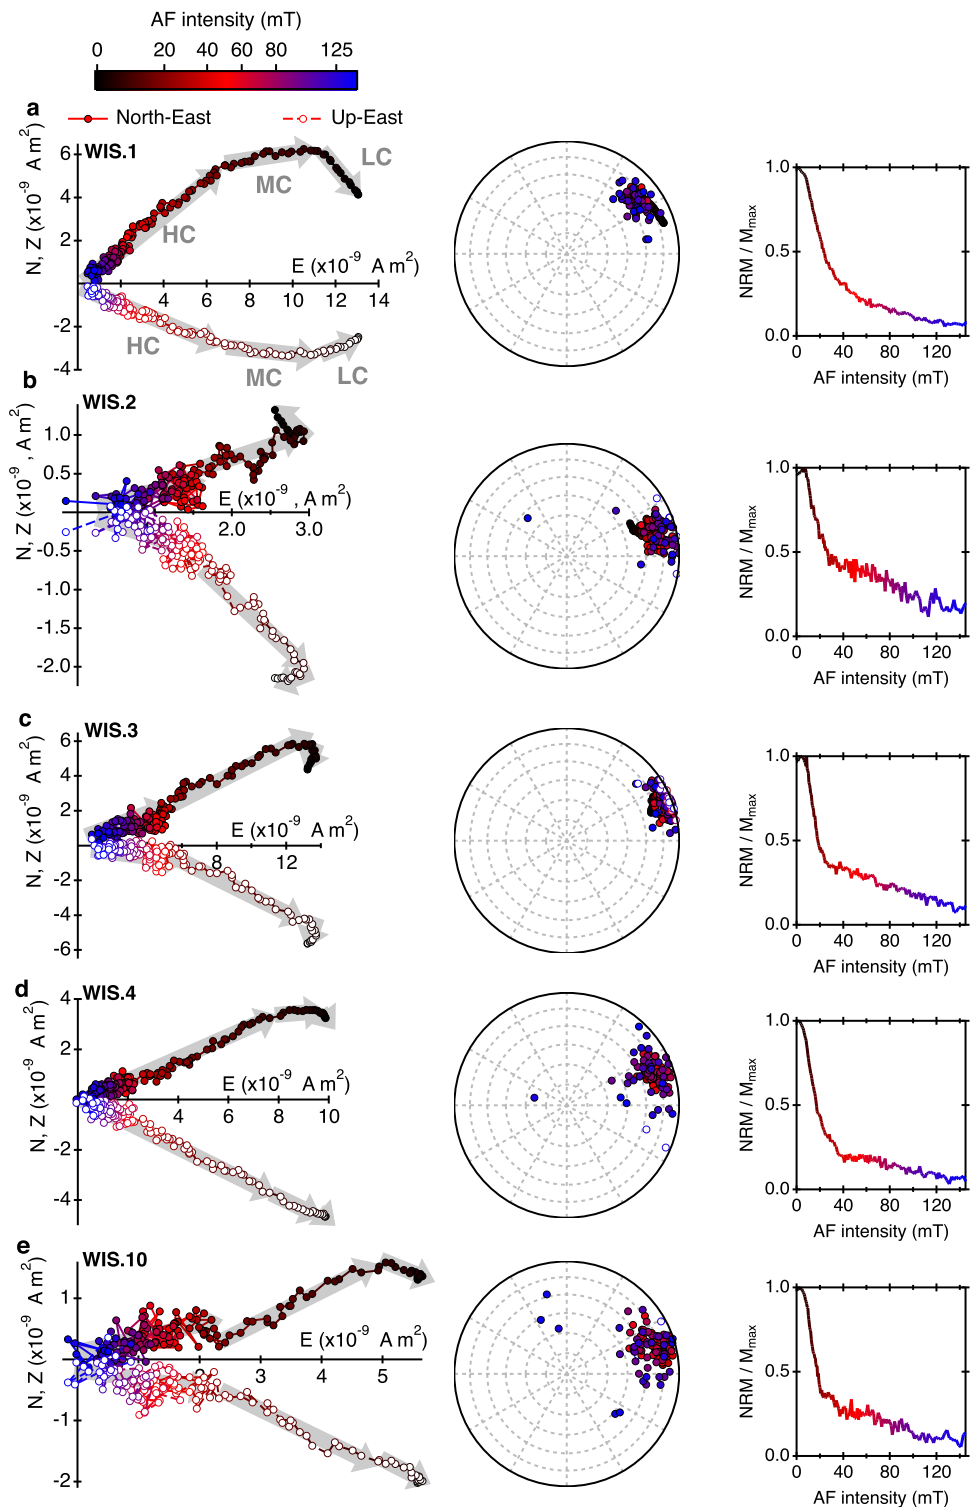 AF intensity (mT)
0 20 40 60 80 125
North-East Up-East
a
WIS.1
N, Z (x10⁻⁹ A m²)
6
4
2
-2
-4
LC
MC
HC
E (x10⁻⁹ A m²)
4 6 8 10 12 14
HC
MC
LC
NRM / Mmax
1.0
0.5
0.0
0 40 80 120
AF intensity (mT)
b
WIS.2
N, Z (x10⁻⁹, A m²)
1.0
0.5
-0.5
-1.0
-1.5
-2.0
E (x10⁻⁹, A m²)
2.0 3.0
NRM / Mmax
1.0
0.5
0.0
0 40 80 120
AF intensity (mT)
c
WIS.3
N, Z (x10⁻⁹ A m²)
6
4
2
-2
-4
-6
E (x10⁻⁹ A m²)
8 12
NRM / Mmax
1.0
0.5
0.0
0 40 80 120
AF intensity (mT)
d
WIS.4
N, Z (x10⁻⁹ A m²)
4
2
-2
-4
E (x10⁻⁹ A m²)
4 6 8 10
NRM / Mmax
1.0
0.5
0.0
0 40 80 120
AF intensity (mT)
e
WIS.10
N, Z (x10⁻⁹ A m²)
1
-1
-2
E (x10⁻⁹ A m²)
2 3 4 5
NRM / Mmax
1.0
0.5
0.0
0 40 80 120
AF intensity (mT)